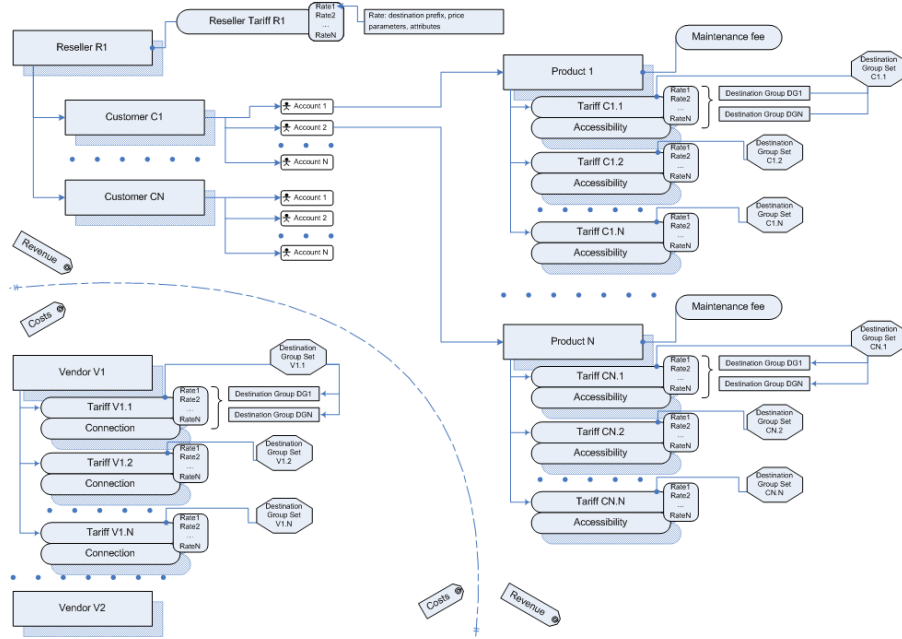 Reseller R1
Reseller Tariff R1
Rate1
Rate2
...
RateN
Rate: destination prefix, price
parameters, attributes
Customer C1
Account 1
Account 2
Account N
Customer CN
Account 1
Account 2
Account N
Revenue
Costs
Product 1
Maintenance fee
Destination
Group Set
C1.1
Tariff C1.1
Accessibility
Rate1
Rate2
...
RateN
Destination Group DG1
Destination Group DGN
Tariff C1.2
Accessibility
Rate1
Rate2
...
RateN
Destination
Group Set
C1.2
Tariff C1.N
Accessibility
Rate1
Rate2
...
RateN
Destination
Group Set
C1.N
Product N
Maintenance fee
Destination
Group Set
CN.1
Tariff CN.1
Accessibility
Rate1
Rate2
...
RateN
Destination Group DG1
Destination Group DGN
Tariff CN.2
Accessibility
Rate1
Rate2
...
RateN
Destination
Group Set
CN.2
Tariff CN.N
Accessibility
Rate1
Rate2
...
RateN
Destination
Group Set
CN.N
Vendor V1
Destination
Group Set
V1.1
Tariff V1.1
Connection
Rate1
Rate2
...
RateN
Destination Group DG1
Destination Group DGN
Tariff V1.2
Connection
Rate1
Rate2
...
RateN
Destination
Group Set
V1.2
Tariff V1.N
Connection
Rate1
Rate2
...
RateN
Destination
Group Set
V1.N
Vendor V2
Costs
Revenue